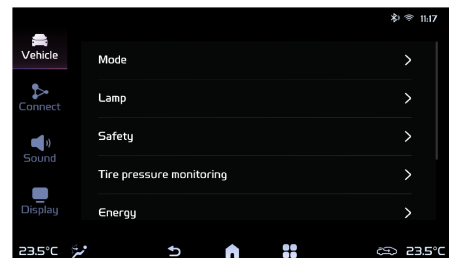 11:17
Vehicle
Mode
Connect
Lamp
Safety
Sound
Tire pressure monitoring
Display
Energy
23.5°C
23.5°C